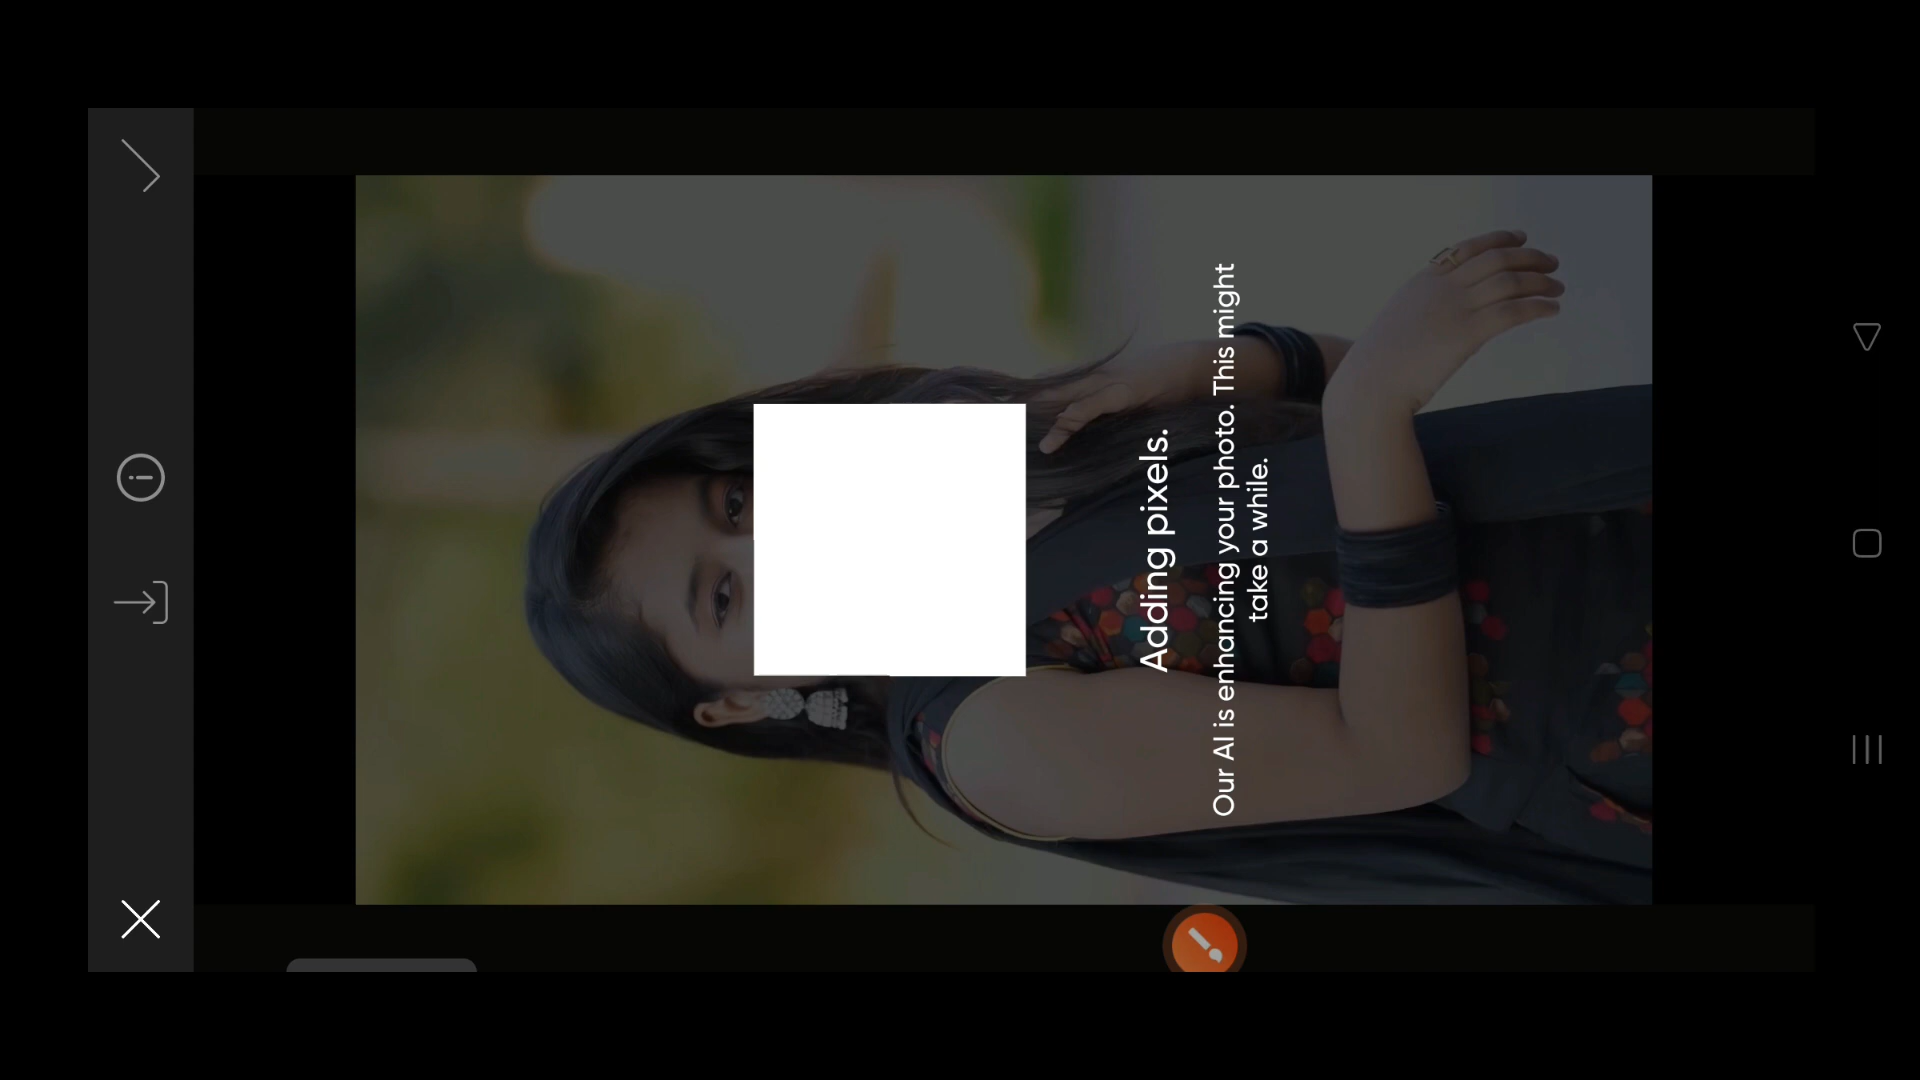 Adding pixels.
Our AI is enhancing your photo. This might
take a while.